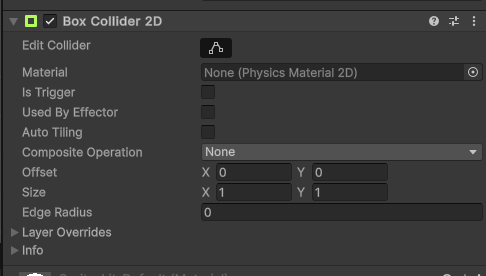 Box Collider 2D
Edit Collider
Material None (Physics Material 2D)
Is Trigger
Used By Effector
Auto Tiling
Composite Operation None
Offset X 0 Y 0
Size X 1 Y 1
Edge Radius 0
Layer Overrides
Info